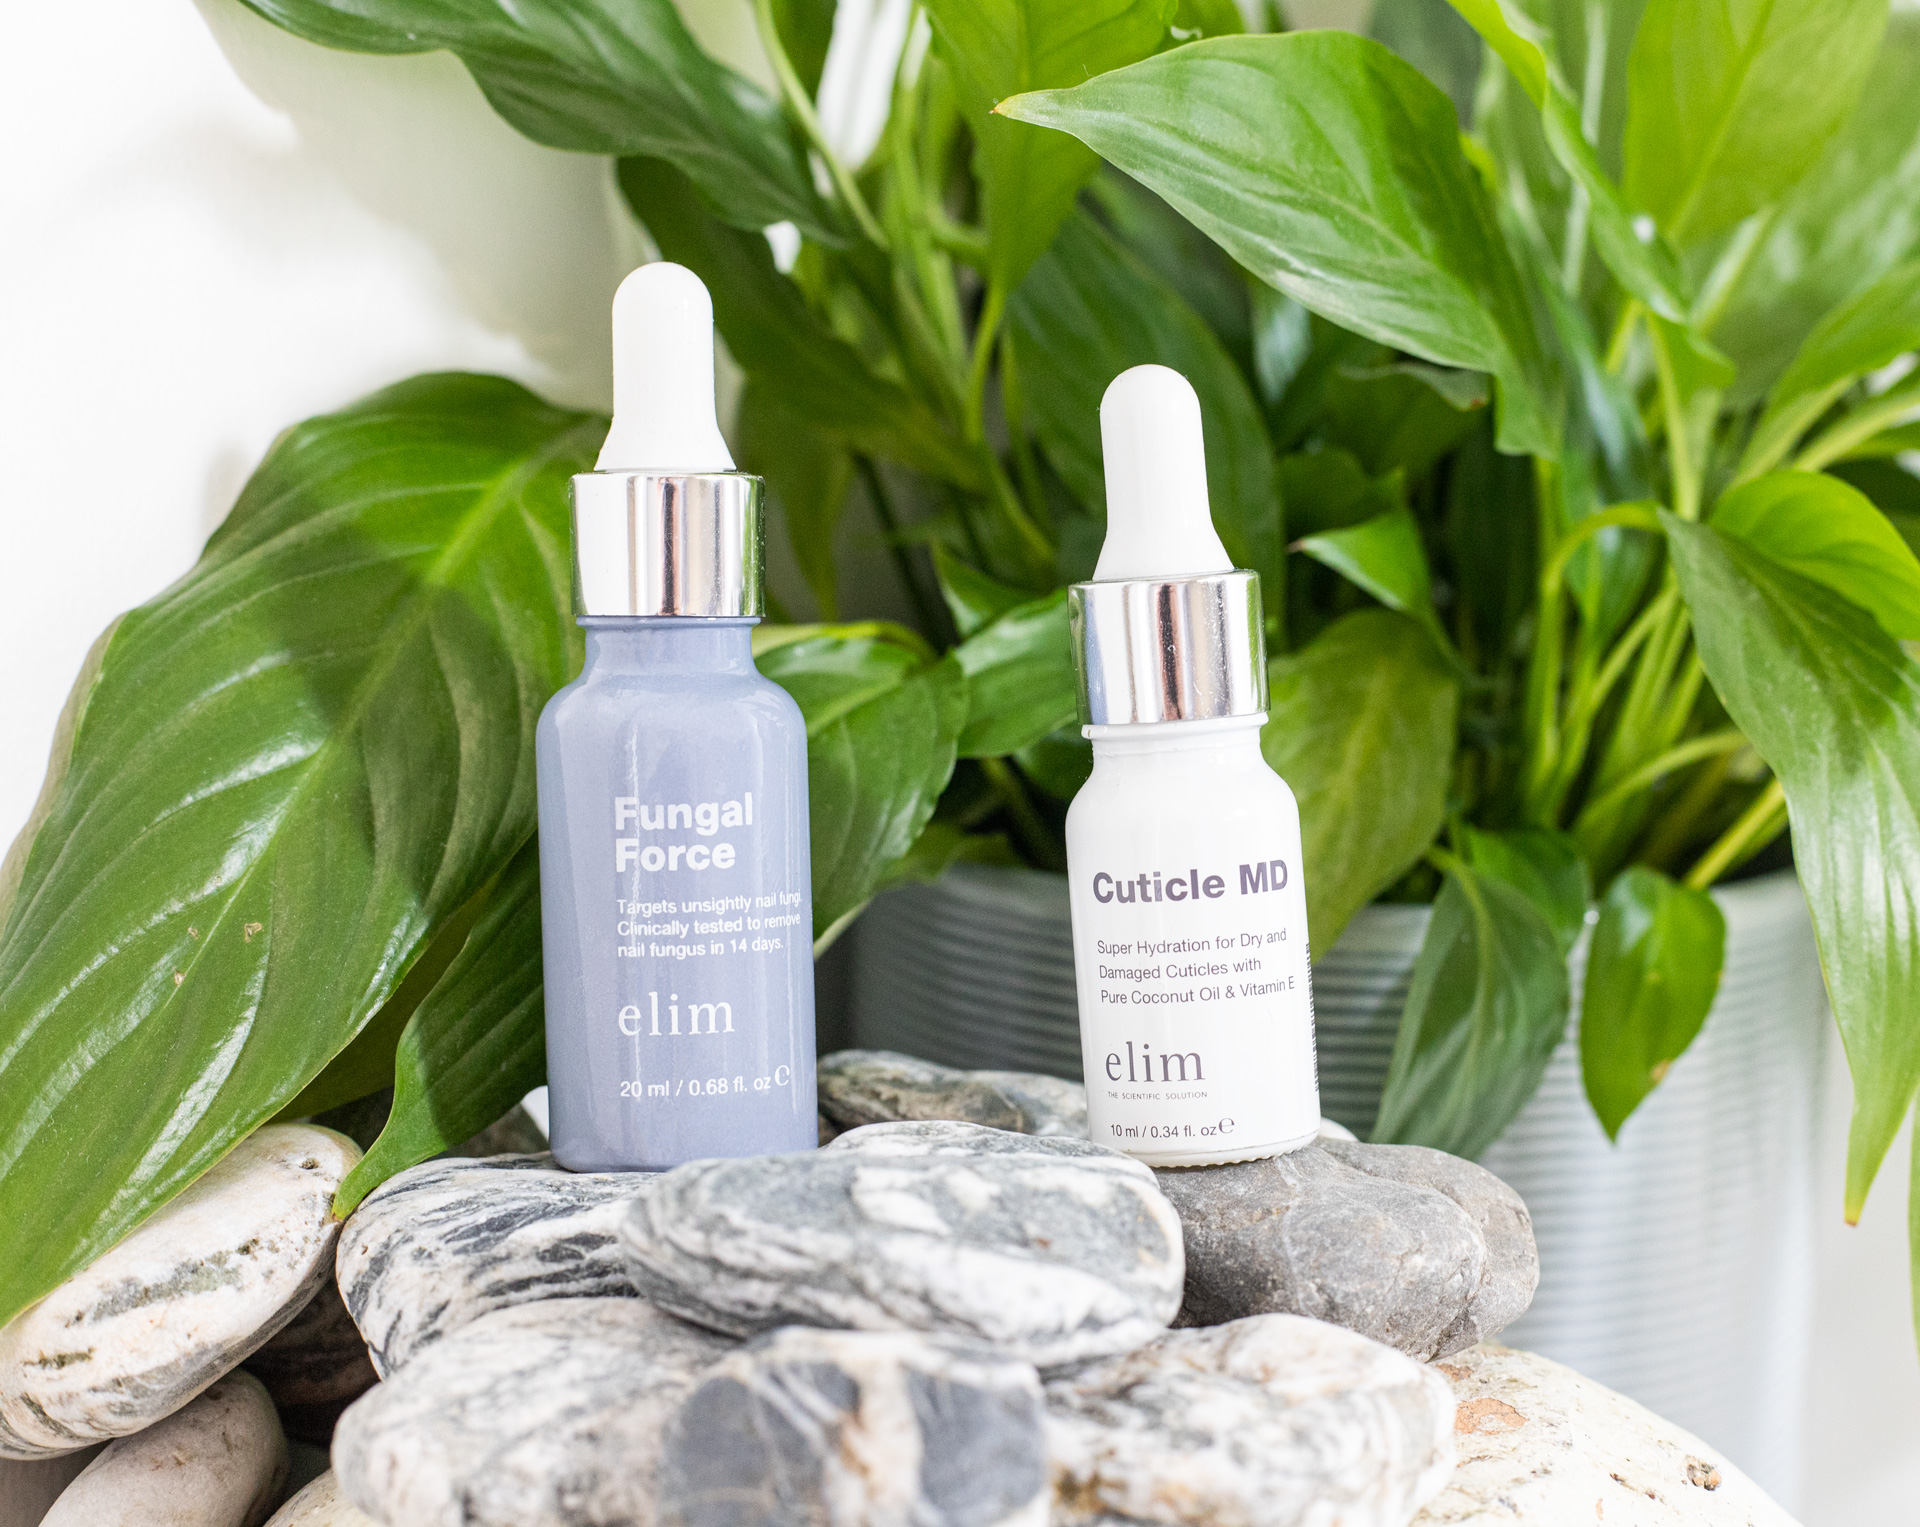 Fungal
Force
Targets unsightly nail fungi.
Clinically tested to remove
nail fungus in 14 days.
elim
20 ml / 0.68 fl. oz ℮
Cuticle MD
Super Hydration for Dry and
Damaged Cuticles with
Pure Coconut Oil & Vitamin E
elim
THE SCIENTIFIC SOLUTION
10 ml / 0.34 fl. oz ℮